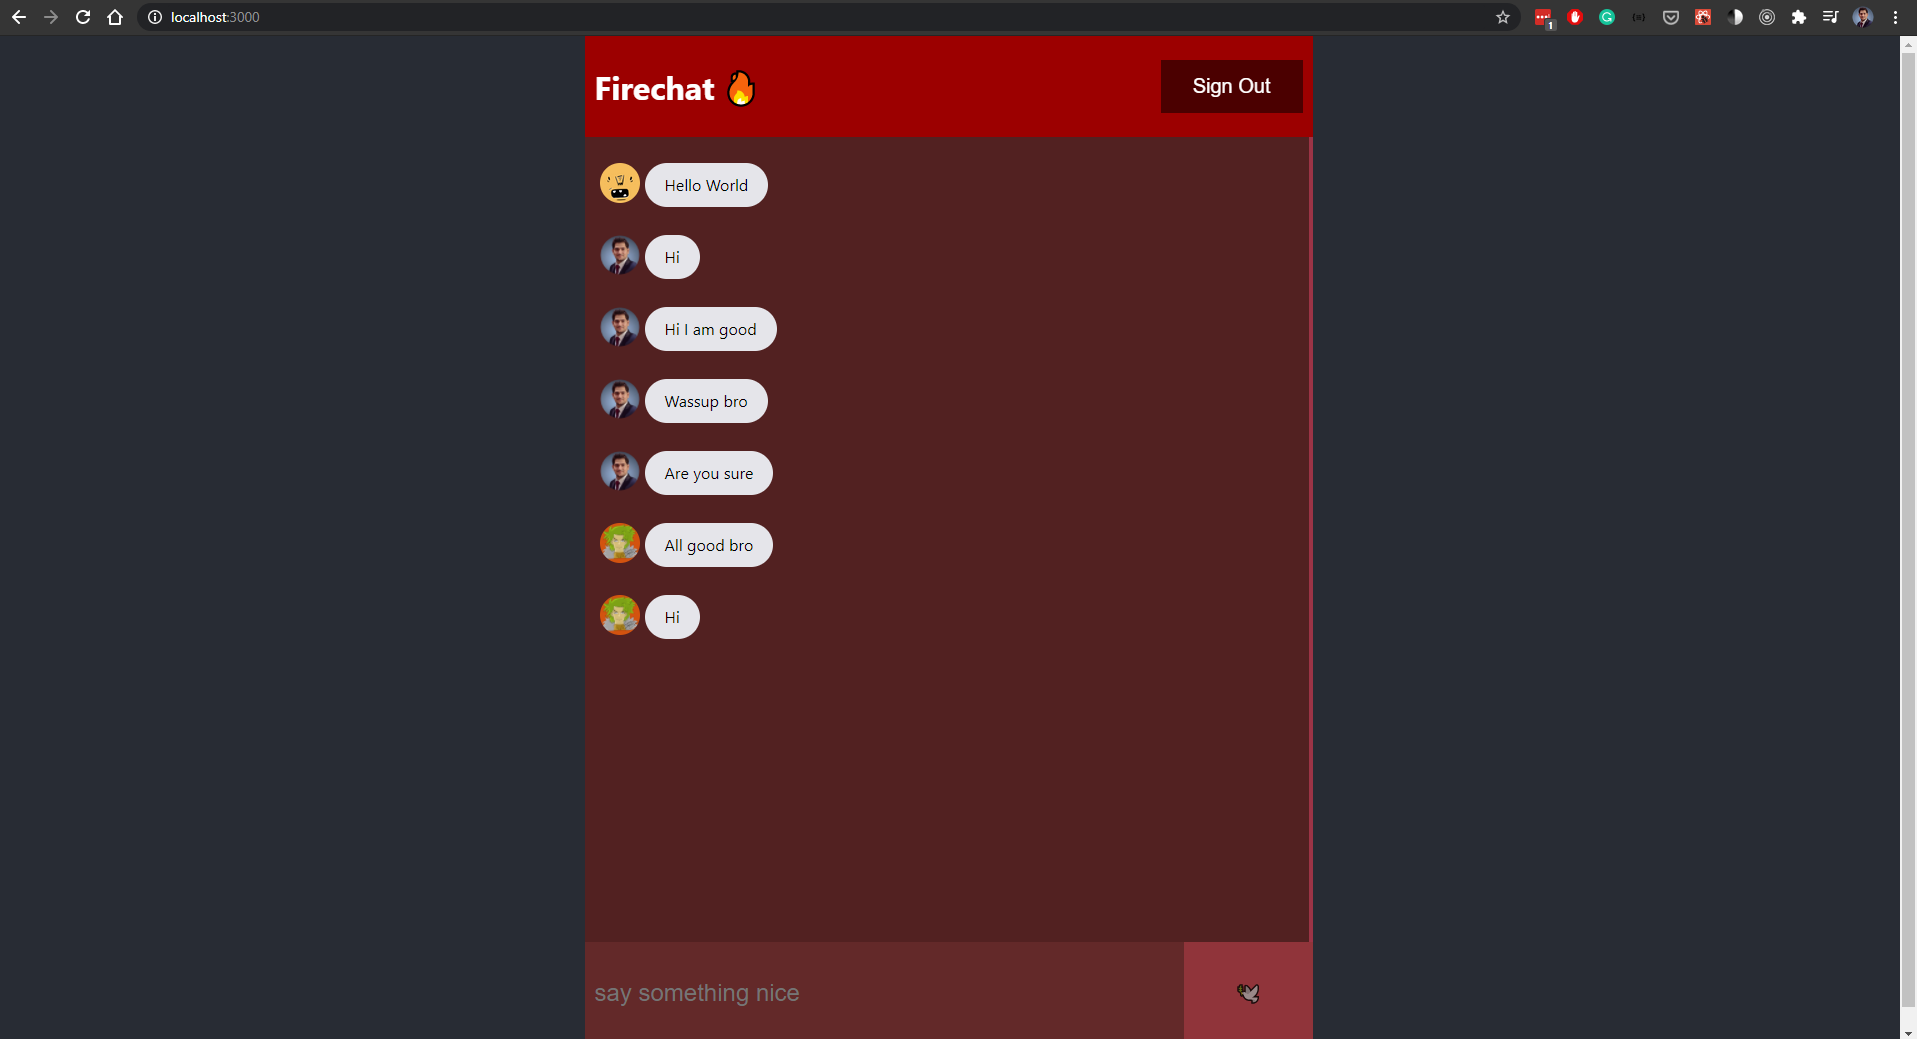 localhost:3000
1
Firechat 🔥
Sign Out
Hello World
Hi
Hi I am good
Wassup bro
Are you sure
All good bro
Hi
say something nice